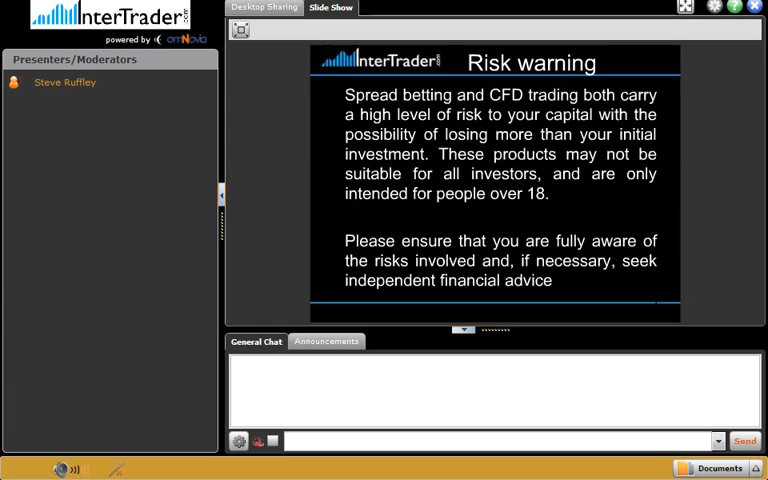 InterTrader.com
powered by omNovia
Presenters/Moderators
Steve Ruffley
Desktop Sharing
Slide Show
InterTrader.com
Risk warning
Spread betting and CFD trading both carry
a high level of risk to your capital with the
possibility of losing more than your initial
investment. These products may not be
suitable for all investors, and are only
intended for people over 18.
Please ensure that you are fully aware of
the risks involved and, if necessary, seek
independent financial advice
General Chat
Announcements
Send
Documents